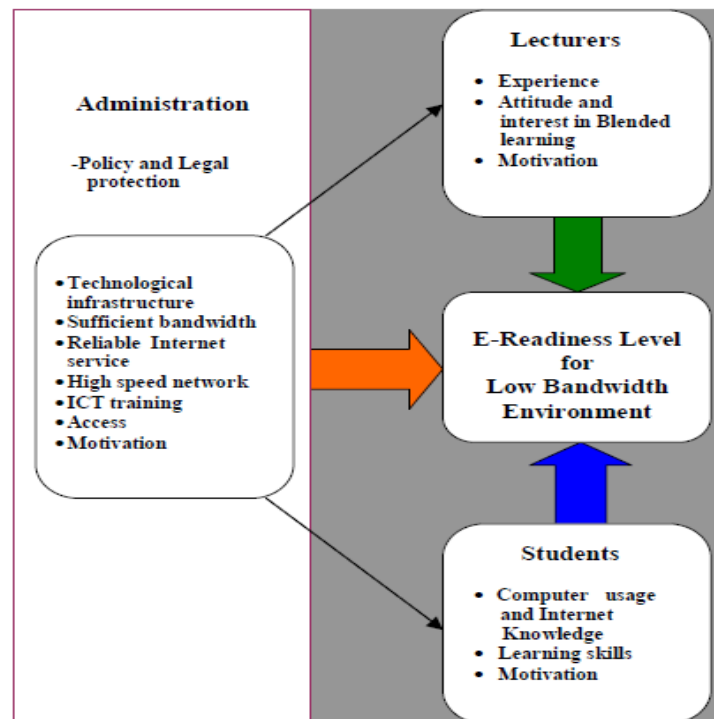 Administration
-Policy and Legal
protection
• Technological
infrastructure
• Sufficient bandwidth
• Reliable Internet
service
• High speed network
• ICT training
• Access
• Motivation
Lecturers
• Experience
• Attitude and
interest in Blended
learning
• Motivation
E-Readiness Level
for
Low Bandwidth
Environment
Students
• Computer usage
and Internet
Knowledge
• Learning skills
• Motivation